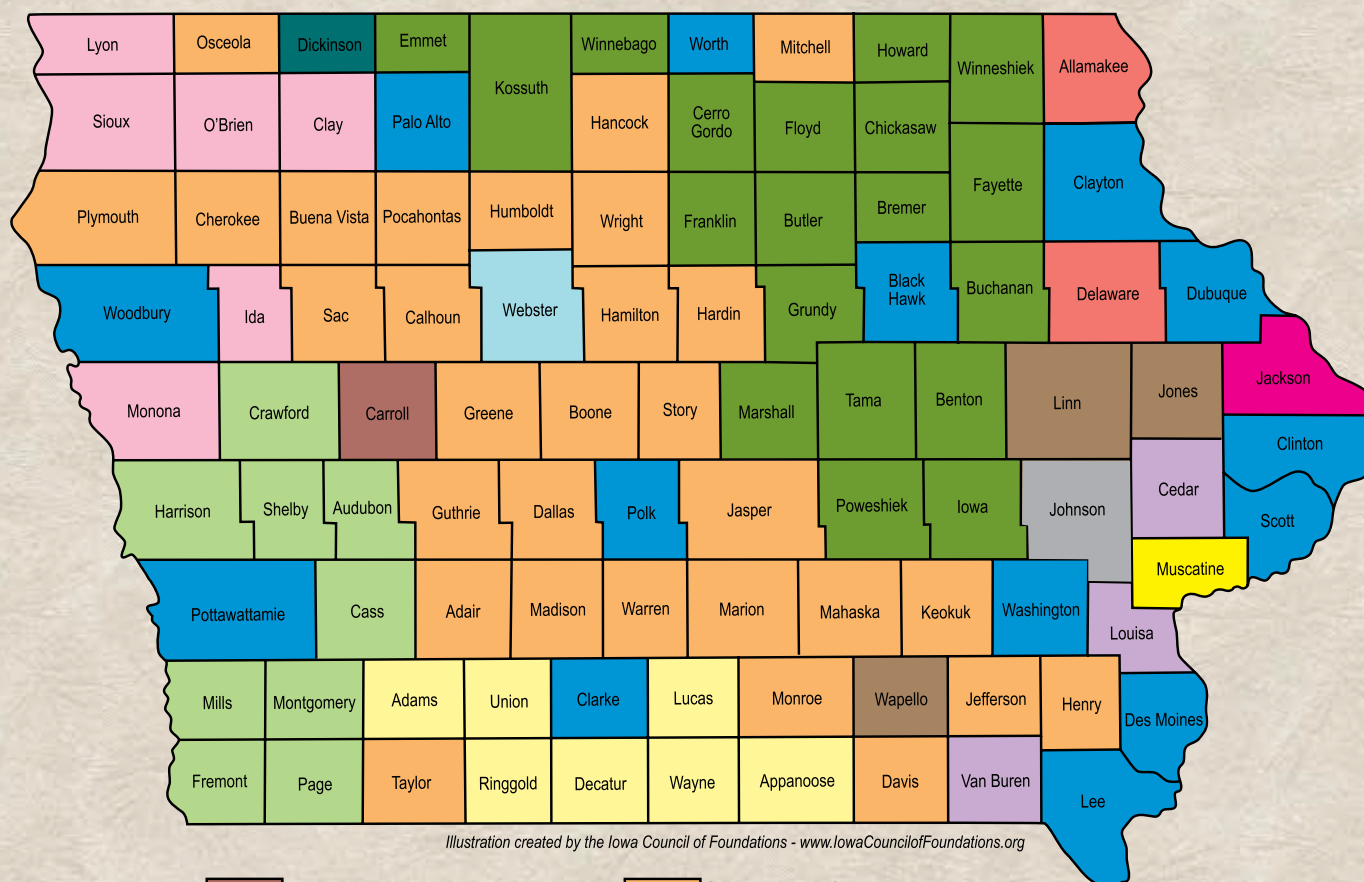 Lyon
Osceola
Dickinson
Emmet
Kossuth
Winnebago
Worth
Mitchell
Howard
Winneshiek
Allamakee
Sioux
O'Brien
Clay
Palo Alto
Hancock
Cerro
Gordo
Floyd
Chickasaw
Fayette
Clayton
Plymouth
Cherokee
Buena Vista
Pocahontas
Humboldt
Wright
Franklin
Butler
Bremer
Woodbury
Ida
Sac
Calhoun
Webster
Hamilton
Hardin
Grundy
Black
Hawk
Buchanan
Delaware
Dubuque
Monona
Crawford
Carroll
Greene
Boone
Story
Marshall
Tama
Benton
Linn
Jones
Jackson
Clinton
Harrison
Shelby
Audubon
Guthrie
Dallas
Polk
Jasper
Poweshiek
Iowa
Johnson
Cedar
Scott
Muscatine
Pottawattamie
Cass
Adair
Madison
Warren
Marion
Mahaska
Keokuk
Washington
Louisa
Mills
Montgomery
Adams
Union
Clarke
Lucas
Monroe
Wapello
Jefferson
Henry
Des Moines
Fremont
Page
Taylor
Ringgold
Decatur
Wayne
Appanoose
Davis
Van Buren
Lee
Illustration created by the Iowa Council of Foundations - www.IowaCouncilofFoundations.org